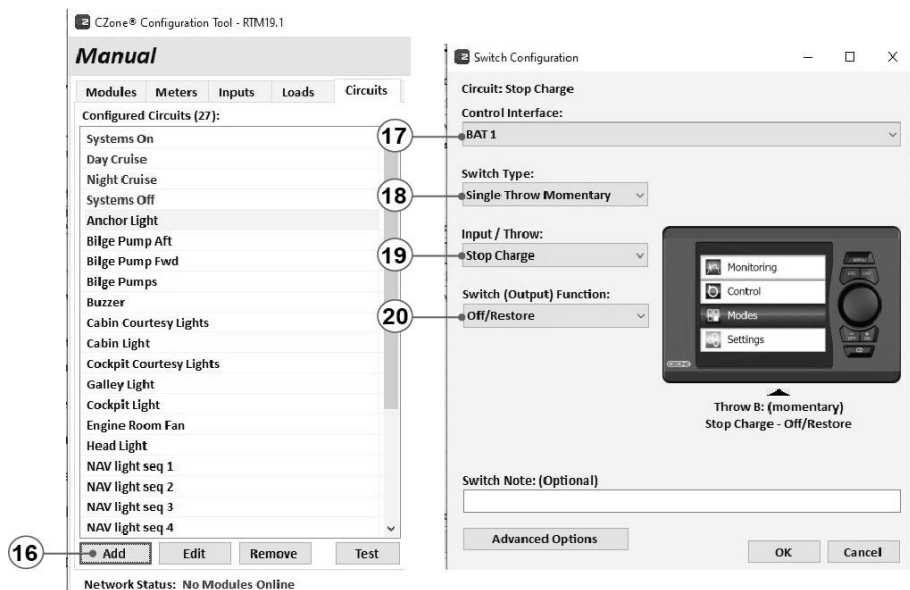 CZone® Configuration Tool - RTM19.1
Manual
Modules Meters Inputs Loads Circuits
Configured Circuits (27):
Systems On
Day Cruise
Night Cruise
Systems Off
Anchor Light
Bilge Pump Aft
Bilge Pump Fwd
Bilge Pumps
Buzzer
Cabin Courtesy Lights
Cabin Light
Cockpit Courtesy Lights
Galley Light
Cockpit Light
Engine Room Fan
Head Light
NAV light seq 1
NAV light seq 2
NAV light seq 3
NAV light seq 4
16
Add Edit Remove Test
Network Status: No Modules Online
Switch Configuration
Circuit: Stop Charge
Control Interface:
17
BAT 1
Switch Type:
18
Single Throw Momentary
Input / Throw:
19
Stop Charge
Switch (Output) Function:
20
Off/Restore
Monitoring
Control
Modes
Settings
MENU
CZONE
Throw B: (momentary)
Stop Charge - Off/Restore
Switch Note: (Optional)
Advanced Options
OK Cancel